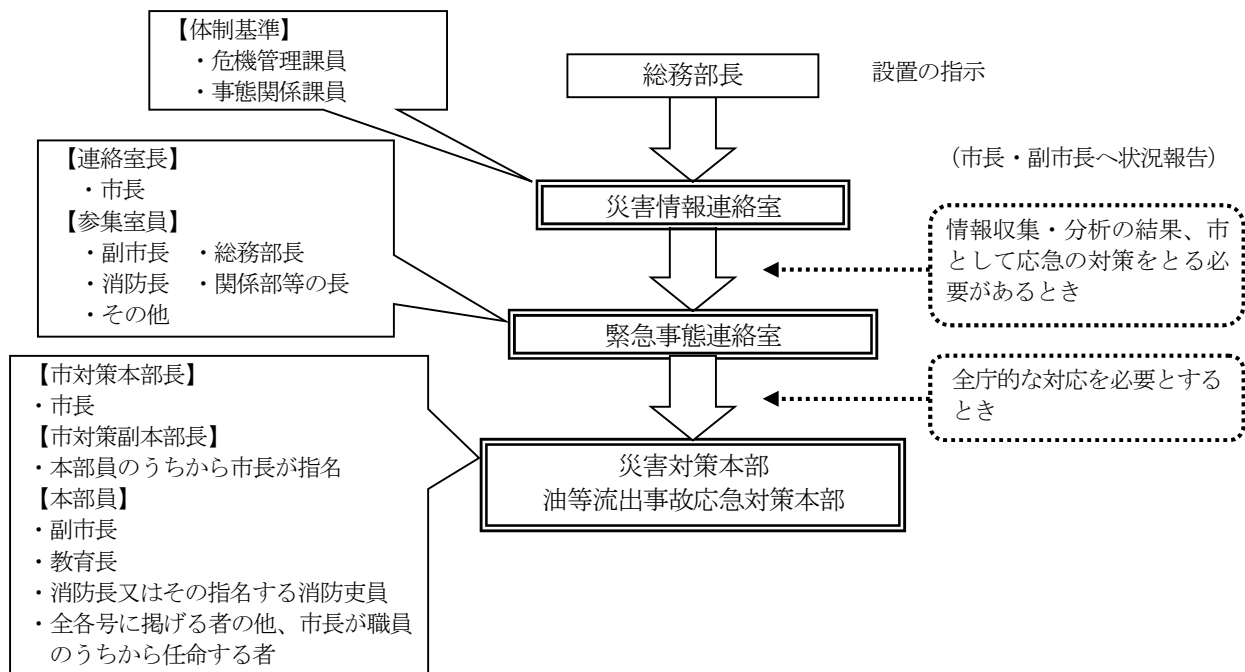 【体制基準】
・危機管理課員
・事態関係課員
総務部長
設置の指示
【連絡室長】
・市長
【参集室員】
・副市長 ・総務部長
・消防長 ・関係部等の長
・その他
（市長・副市長へ状況報告）
災害情報連絡室
情報収集・分析の結果、市
として応急の対策をとる必
要があるとき
緊急事態連絡室
【市対策本部長】
・市長
【市対策副本部長】
・本部員のうちから市長が指名
【本部員】
・副市長
・教育長
・消防長又はその指名する消防吏員
・全各号に掲げる者の他、市長が職員
のうちから任命する者
全庁的な対応を必要とする
とき
災害対策本部
油等流出事故応急対策本部